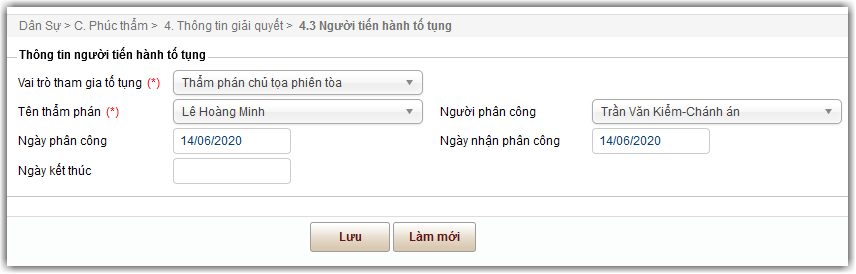 Dân Sự > C. Phúc thẩm > 4. Thông tin giải quyết > 4.3 Người tiến hành tố tụng
Thông tin người tiến hành tố tụng
Vai trò tham gia tố tụng (*) Thẩm phán chủ tọa phiên tòa
Tên thẩm phán (*) Lê Hoàng Minh Người phân công Trần Văn Kiểm-Chánh án
Ngày phân công 14/06/2020 Ngày nhận phân công 14/06/2020
Ngày kết thúc
Lưu Làm mới